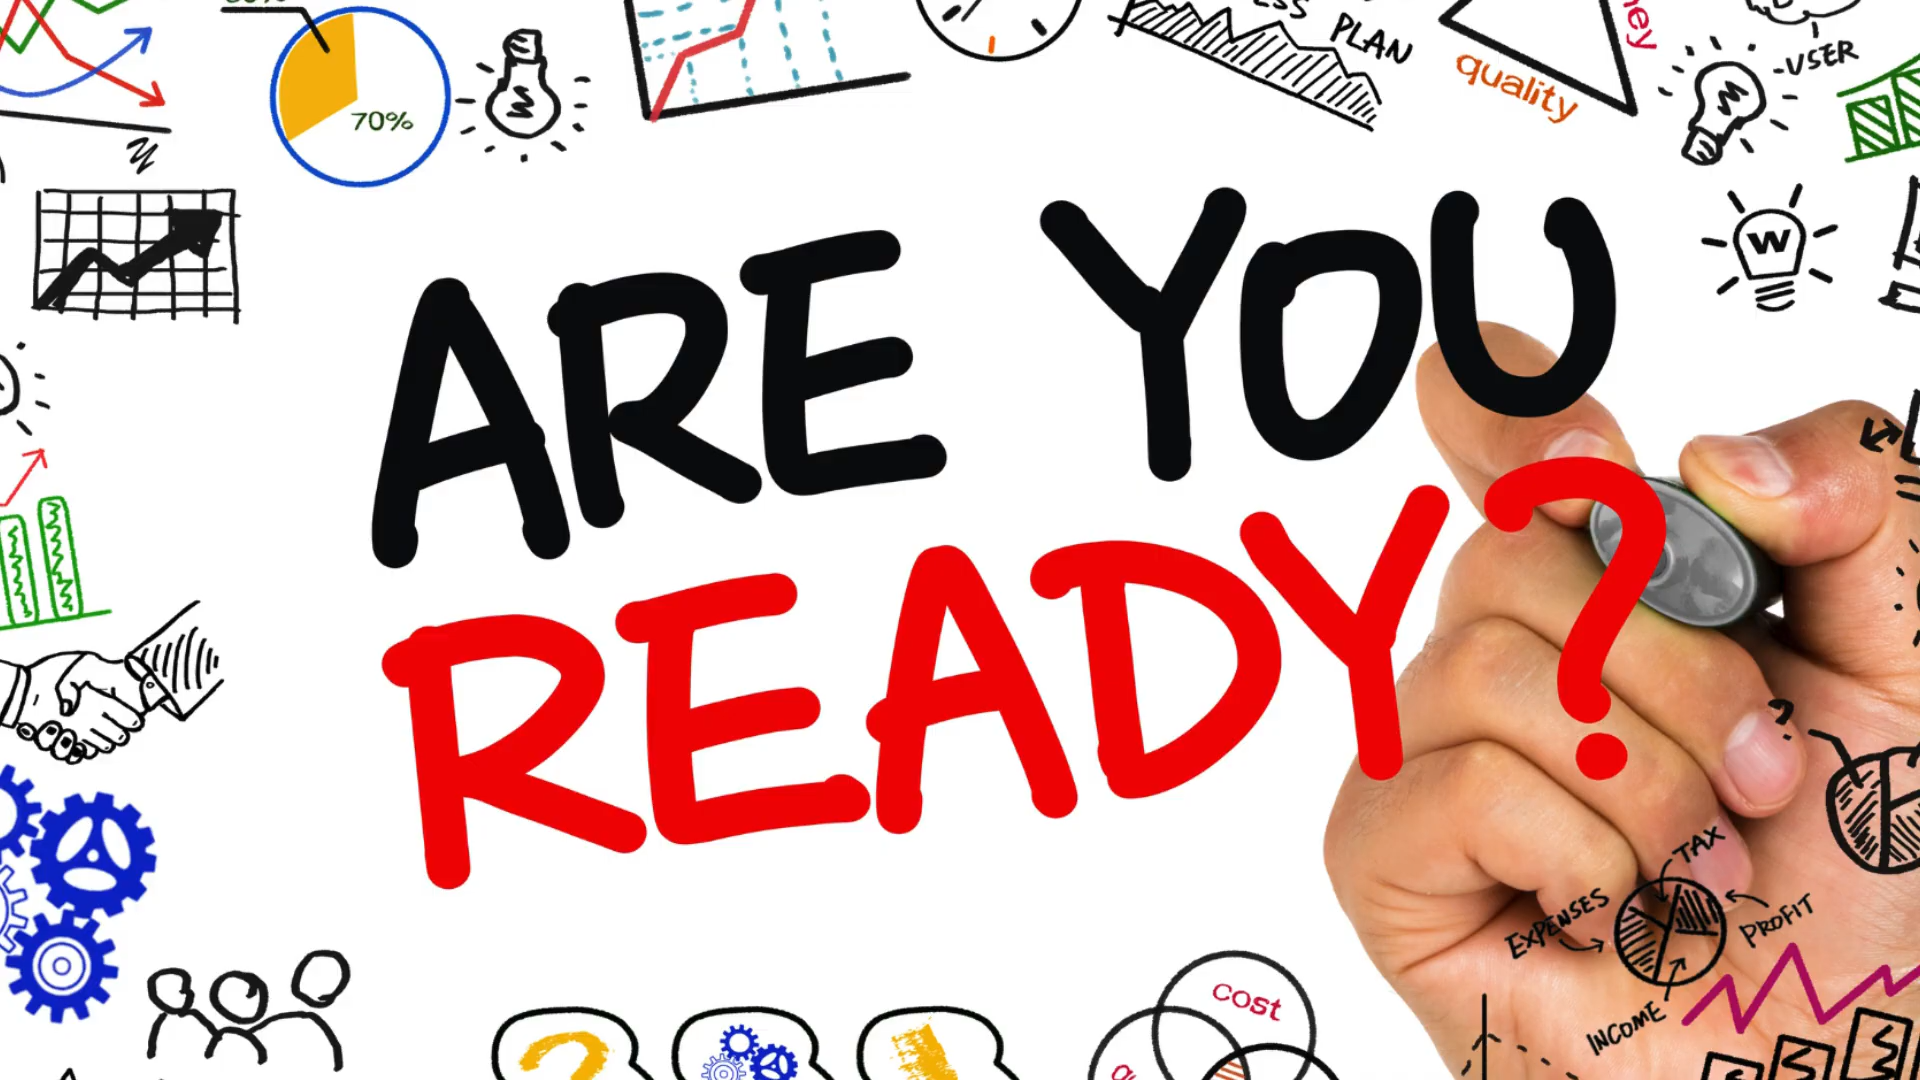 PLAN
USER
quality
70%
W
ARE YOU
READY?
TAX
EXPENSES
PROFIT
INCOME
cost